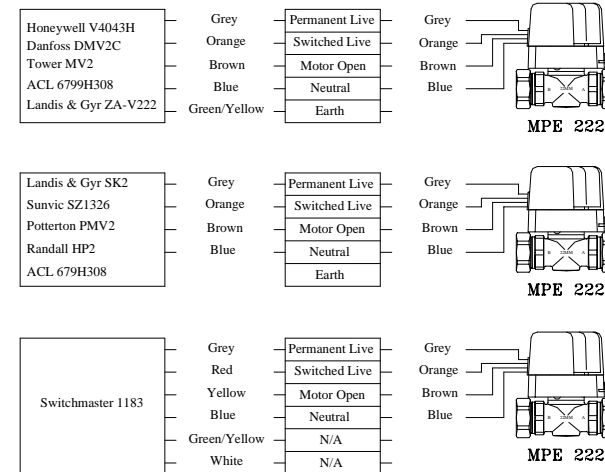 Honeywell V4043H
Danfoss DMV2C
Tower MV2
ACL 6799H308
Landis & Gyr ZA-V222
Grey Permanent Live Grey
Orange Switched Live Orange
Brown Motor Open Brown
Blue Neutral Blue
Green/Yellow Earth
B 22MM A
MPE 222
Landis & Gyr SK2
Sunvic SZ1326
Potterton PMV2
Randall HP2
ACL 679H308
Grey Permanent Live Grey
Orange Switched Live Orange
Brown Motor Open Brown
Blue Neutral Blue
Earth
B 22MM A
MPE 222
Switchmaster 1183
Grey Permanent Live Grey
Red Switched Live Orange
Yellow Motor Open Brown
Blue Neutral Blue
Green/Yellow N/A
White N/A
B 22MM A
MPE 222